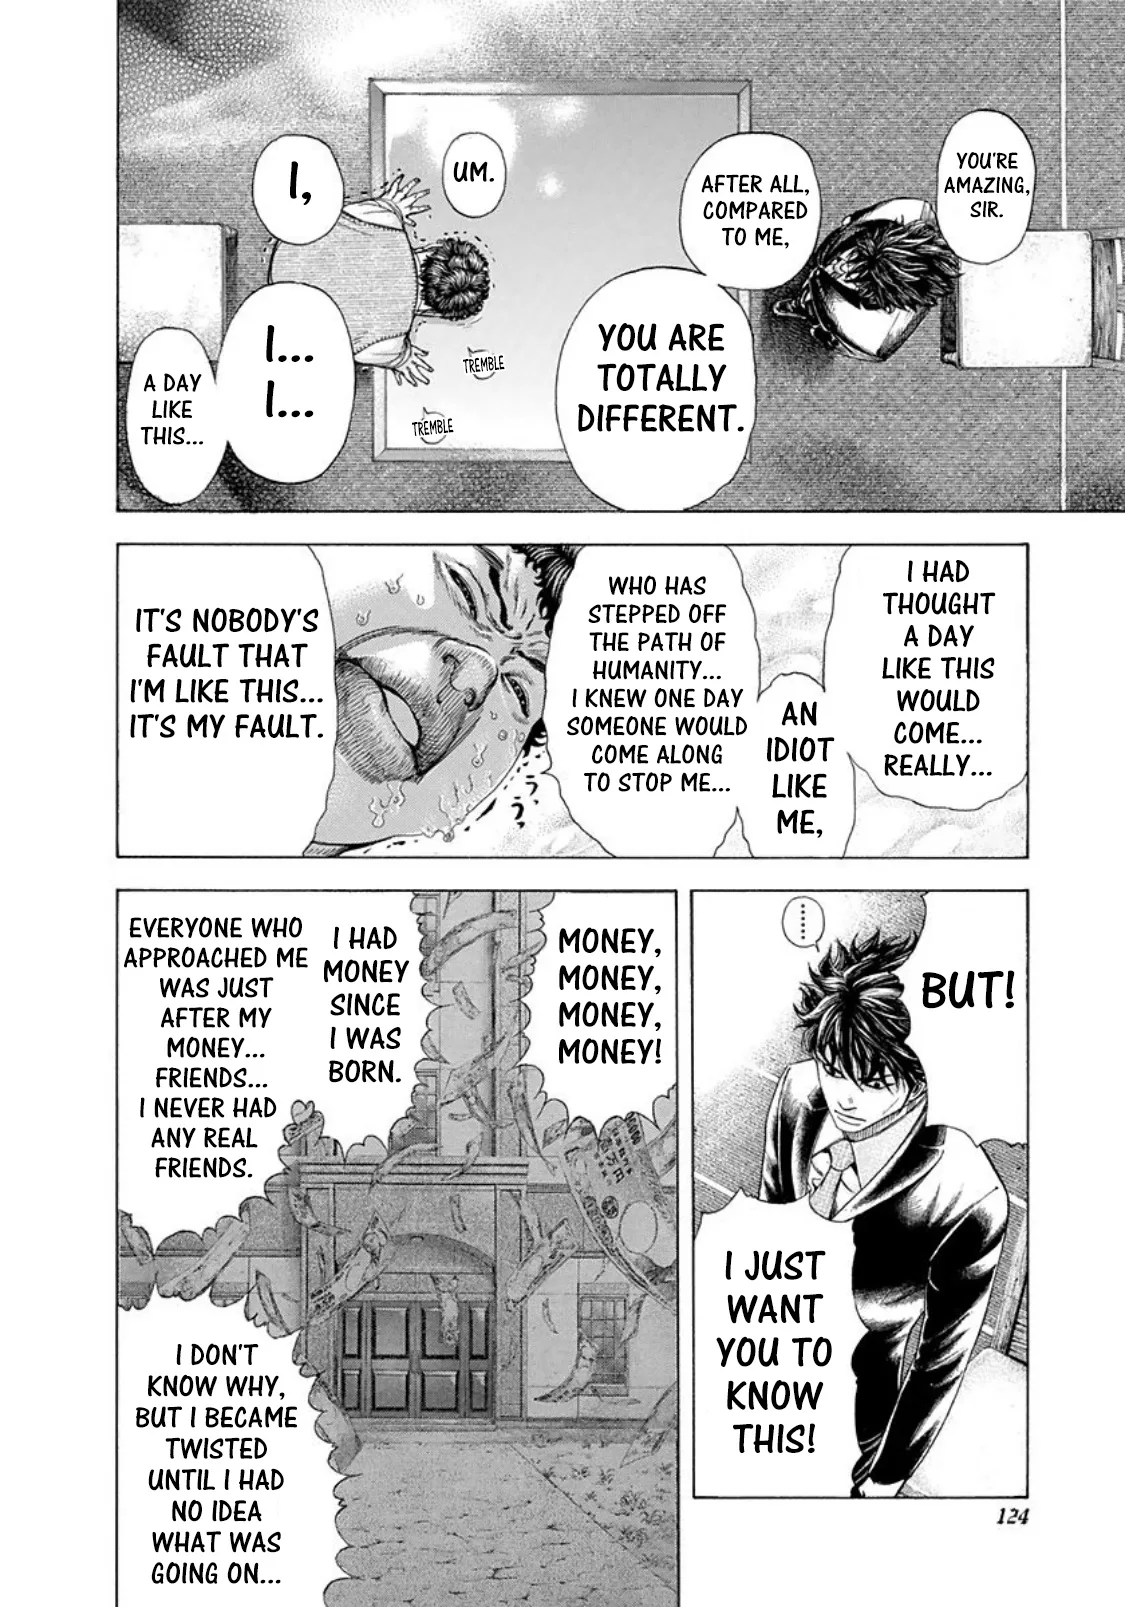 YOU'RE
AMAZING,
SIR.
AFTER ALL,
COMPARED
TO ME,
YOU ARE
TOTALLY
DIFFERENT.
UM.
TREMBLE
TREMBLE
I,
I...
I...
A DAY
LIKE
THIS...
I HAD
THOUGHT
A DAY
LIKE THIS
WOULD
COME...
REALLY...
AN
IDIOT
LIKE
ME,
WHO HAS
STEPPED OFF
THE PATH OF
HUMANITY...
I KNEW ONE DAY
SOMEONE WOULD
COME ALONG
TO STOP ME...
うう、
IT'S NOBODY'S
FAULT THAT
I'M LIKE THIS...
IT'S MY FAULT.
......
BUT!
I JUST
WANT
YOU TO
KNOW
THIS!
MONEY,
MONEY,
MONEY,
MONEY!
I HAD
MONEY
SINCE
I WAS
BORN.
EVERYONE WHO
APPROACHED ME
WAS JUST
AFTER MY
MONEY...
FRIENDS...
I NEVER HAD
ANY REAL
FRIENDS.
I DON'T
KNOW WHY,
BUT I BECAME
TWISTED
UNTIL I HAD
NO IDEA
WHAT WAS
GOING ON...
124